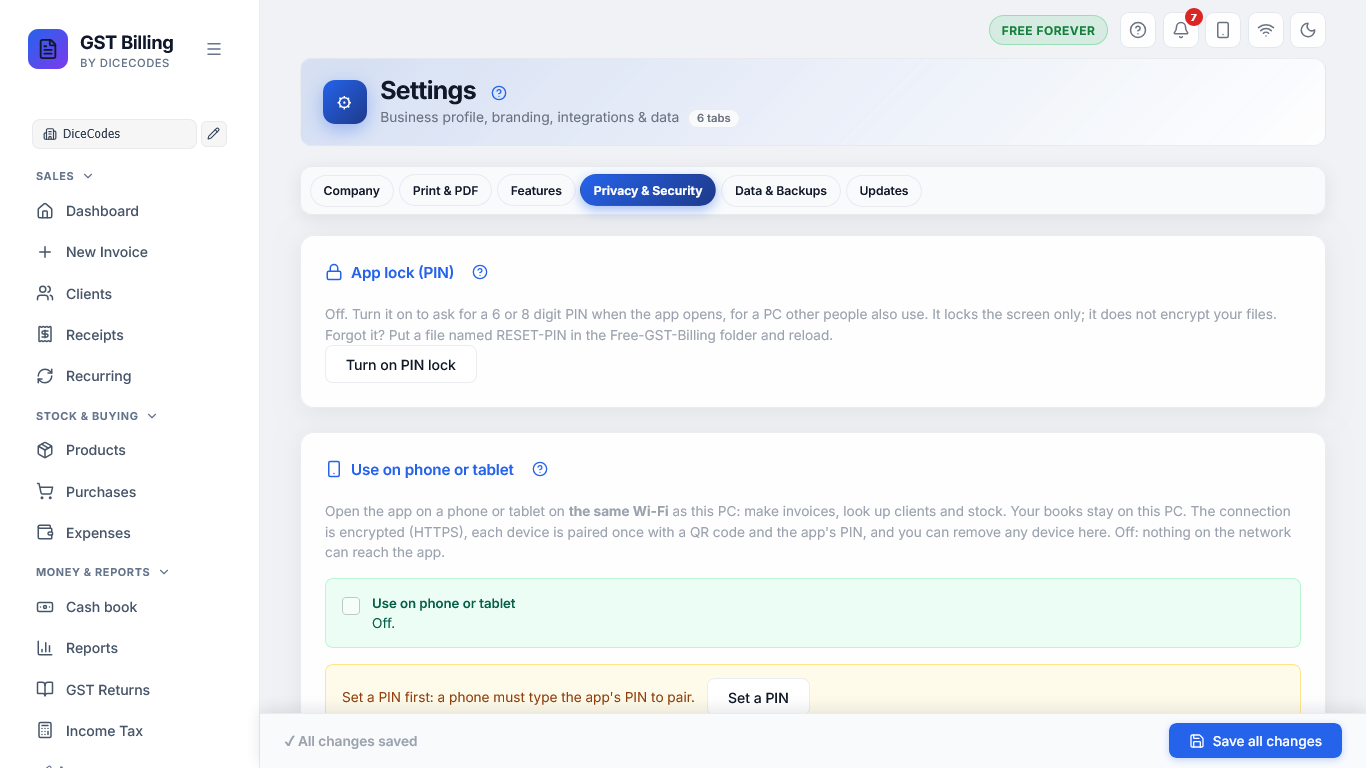 GST Billing
BY DICECODES
DiceCodes
SALES
Dashboard
New Invoice
Clients
Receipts
Recurring
STOCK & BUYING
Products
Purchases
Expenses
MONEY & REPORTS
Cash book
Reports
GST Returns
Income Tax
FREE FOREVER
7
Settings
Business profile, branding, integrations & data 6 tabs
Company Print & PDF Features Privacy & Security Data & Backups Updates
App lock (PIN)
Off. Turn it on to ask for a 6 or 8 digit PIN when the app opens, for a PC other people also use. It locks the screen only; it does not encrypt your files.
Forgot it? Put a file named RESET-PIN in the Free-GST-Billing folder and reload.
Turn on PIN lock
Use on phone or tablet
Open the app on a phone or tablet on the same Wi-Fi as this PC: make invoices, look up clients and stock. Your books stay on this PC. The connection
is encrypted (HTTPS), each device is paired once with a QR code and the app's PIN, and you can remove any device here. Off: nothing on the network
can reach the app.
Use on phone or tablet
Off.
Set a PIN first: a phone must type the app's PIN to pair. Set a PIN
✓ All changes saved
Save all changes